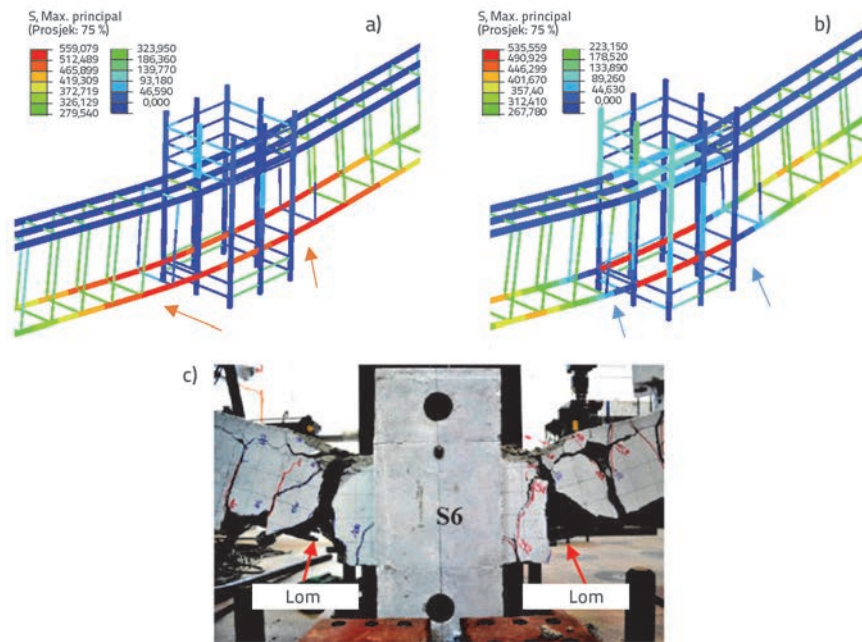 S, Max. principal
(Prosjek: 75 %)
559,079
512,489
465,899
419,309
372,719
326,129
279,540
323,950
186,360
139,770
93,180
46,590
0,000
a)
S, Max. principal
(Prosjek: 75 %)
535,559
490,929
446,299
401,670
357,40
312,410
267,780
223,150
178,520
133,890
89,260
44,630
0,000
b)
c)
S6
Lom
Lom